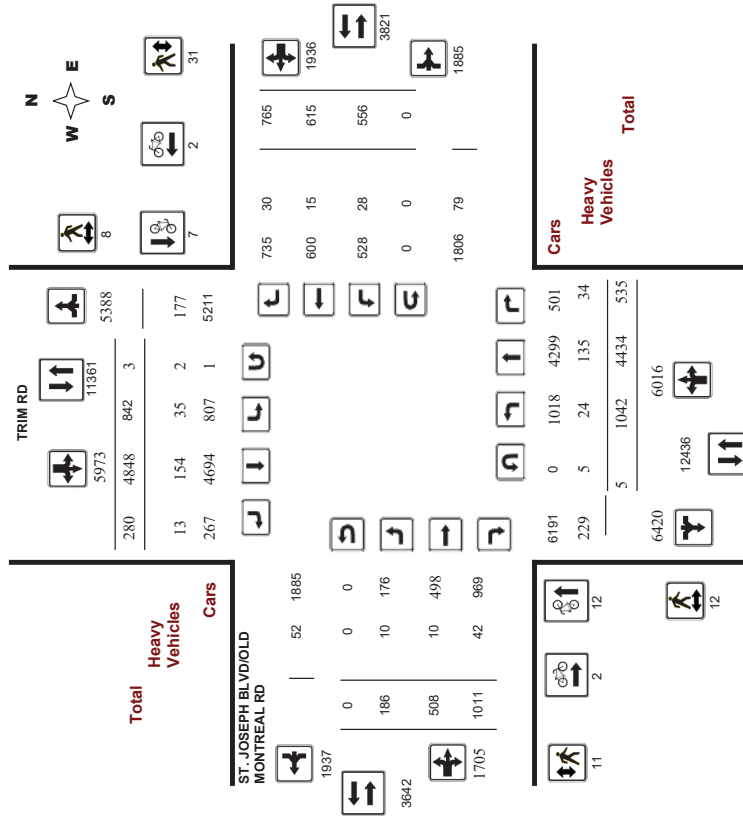 N
W E
S
8
7
2
31
TRIM RD
5973
11361
5388
280 4848 842 3
13 154 35 2 177
267 4694 807 1 5211
Total
Heavy
Vehicles
Cars
ST. JOSEPH BLVD/OLD
MONTREAL RD
1937
52 1885
3642
0 0 0
186 10 176
508 10 498
1011 42 969
1705
735 30 765
600 15 615
528 28 556
0 0 0
1806 79
1936
3821
1885
Cars
Heavy
Vehicles
Total
6191 0 1018 4299 501
229 5 24 135 34
5 1042 4434 535
6420
12436
6016
11
2
12
12